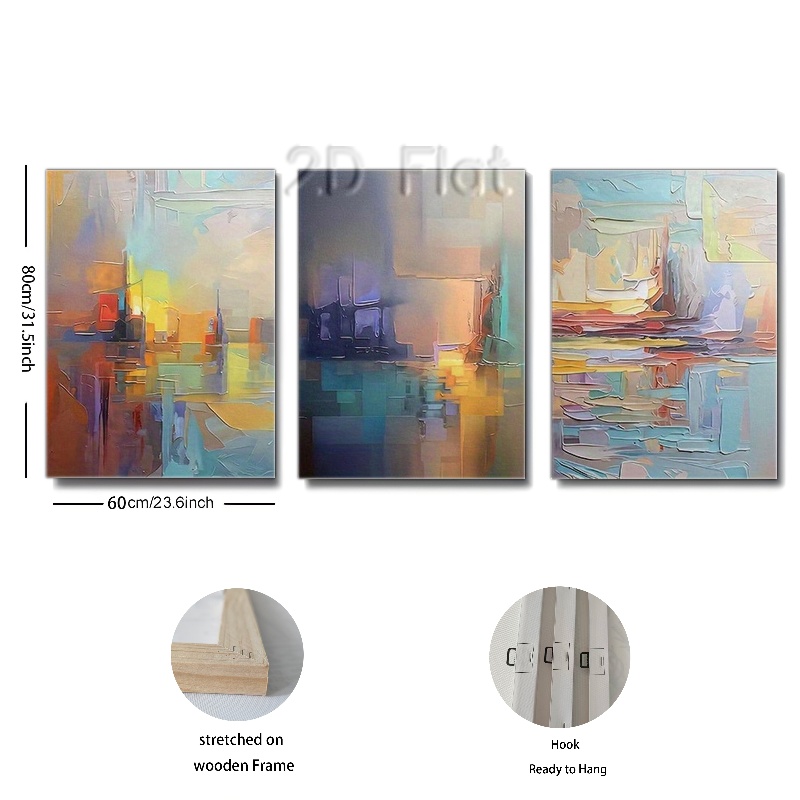 2D Flat
80cm/31.5inch
60cm/23.6inch
stretched on
wooden Frame
Hook
Ready to Hang